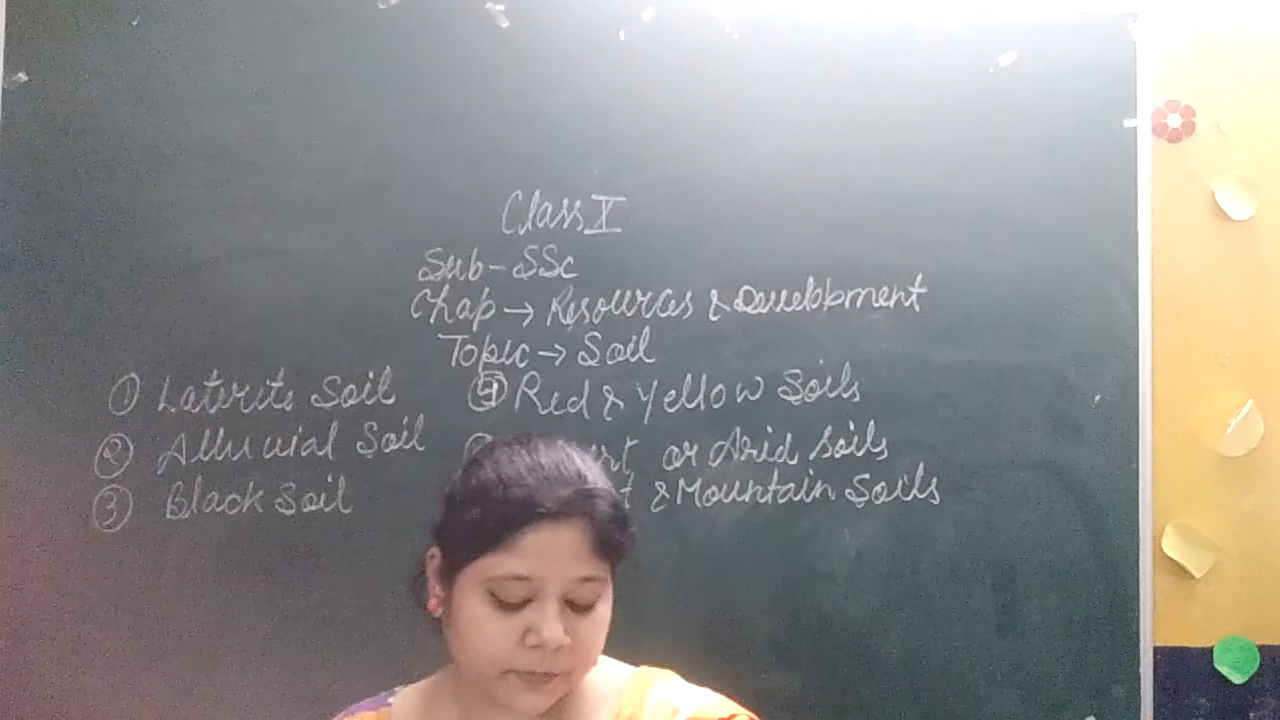 Class X
Sub - SSc
Chap → Resources & Development
Topic → Soil
① Laterite Soil
② Alluvial Soil
③ Black Soil
④ Red & Yellow Soils
or Arid Soils
& Mountain Soils